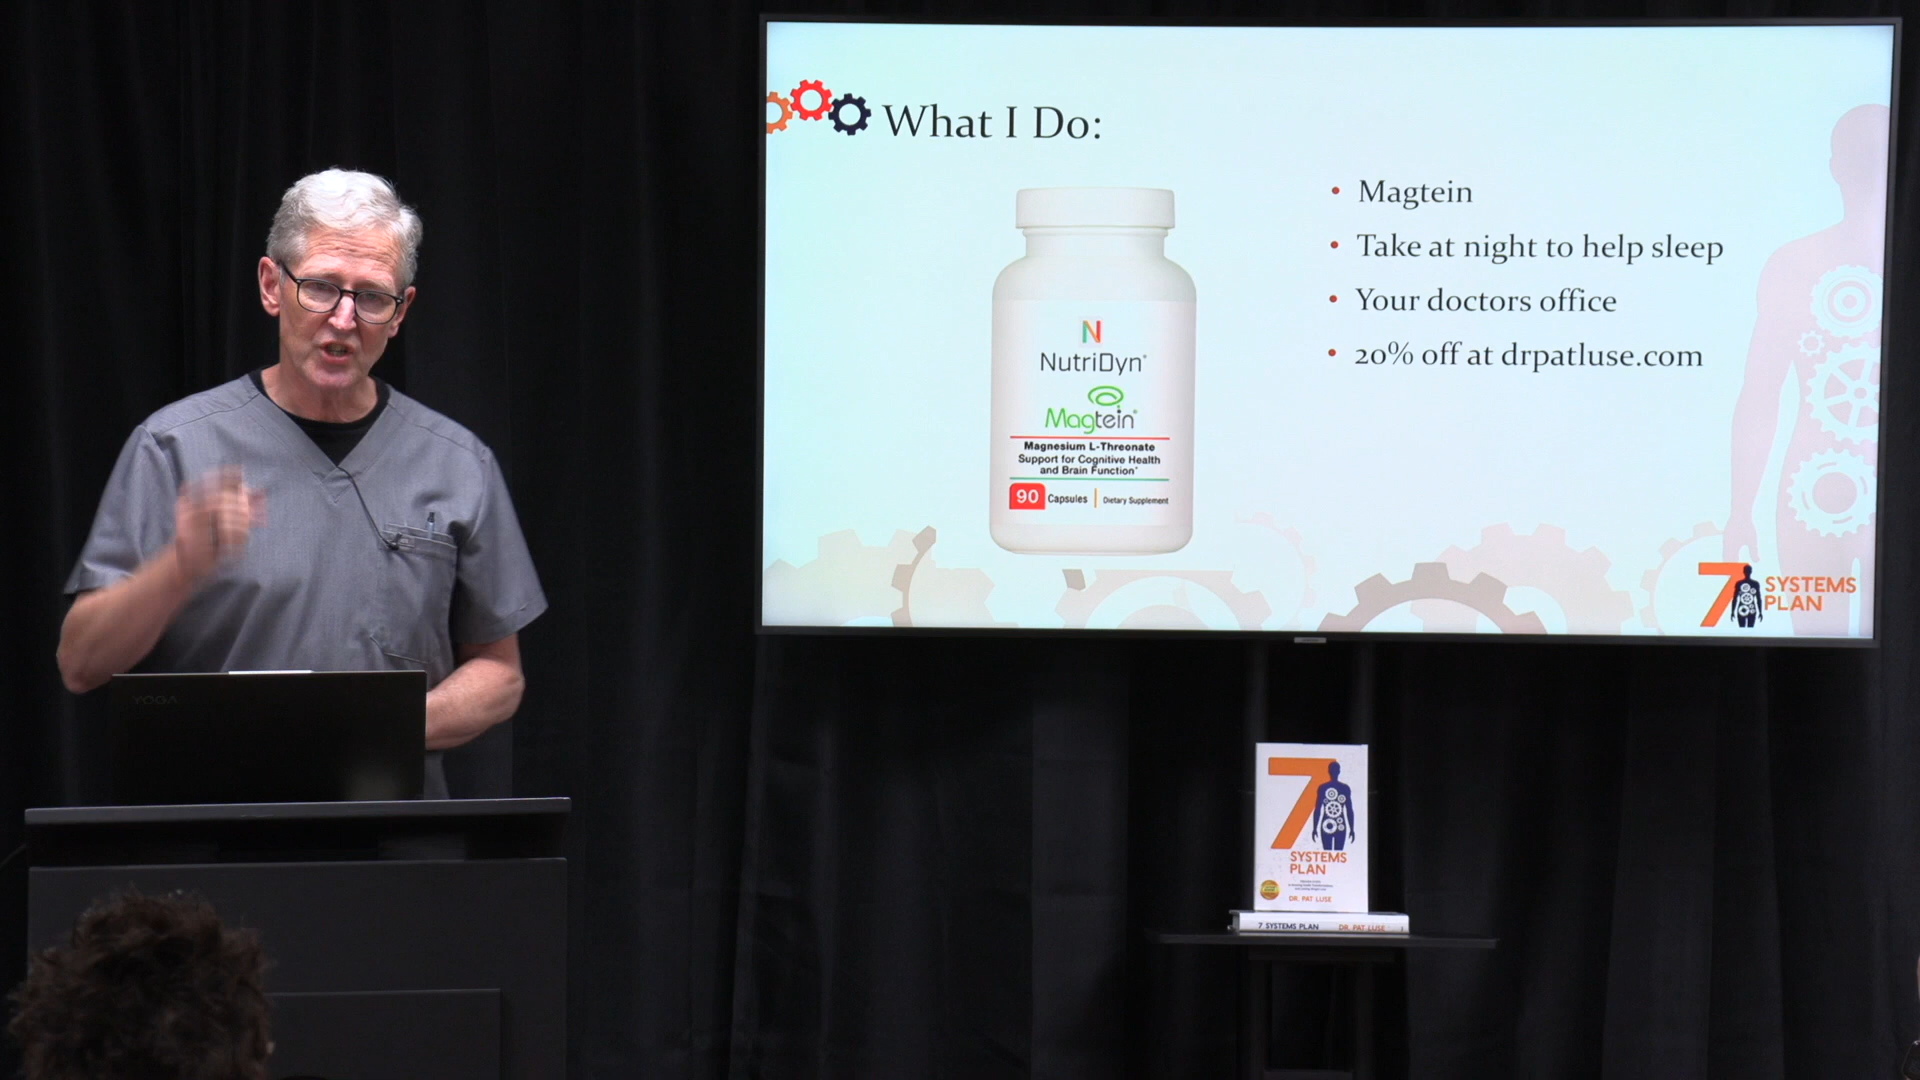 What I Do:
• Magtein
• Take at night to help sleep
• Your doctors office
• 20% off at drpatluse.com
N
NutriDyn®
Magtein®
Magnesium L-Threonate
Support for Cognitive Health
and Brain Function*
90 Capsules | Dietary Supplement
7 SYSTEMS
PLAN
YOGA
7
SYSTEMS
PLAN
DR. PAT LUSE
7 SYSTEMS PLAN DR. PAT LUSE